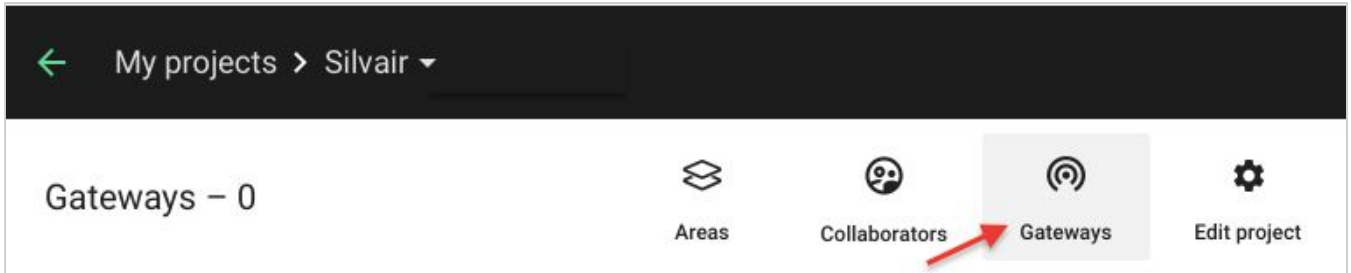 My projects > Silvair
Gateways – 0
Areas
Collaborators
Gateways
Edit project